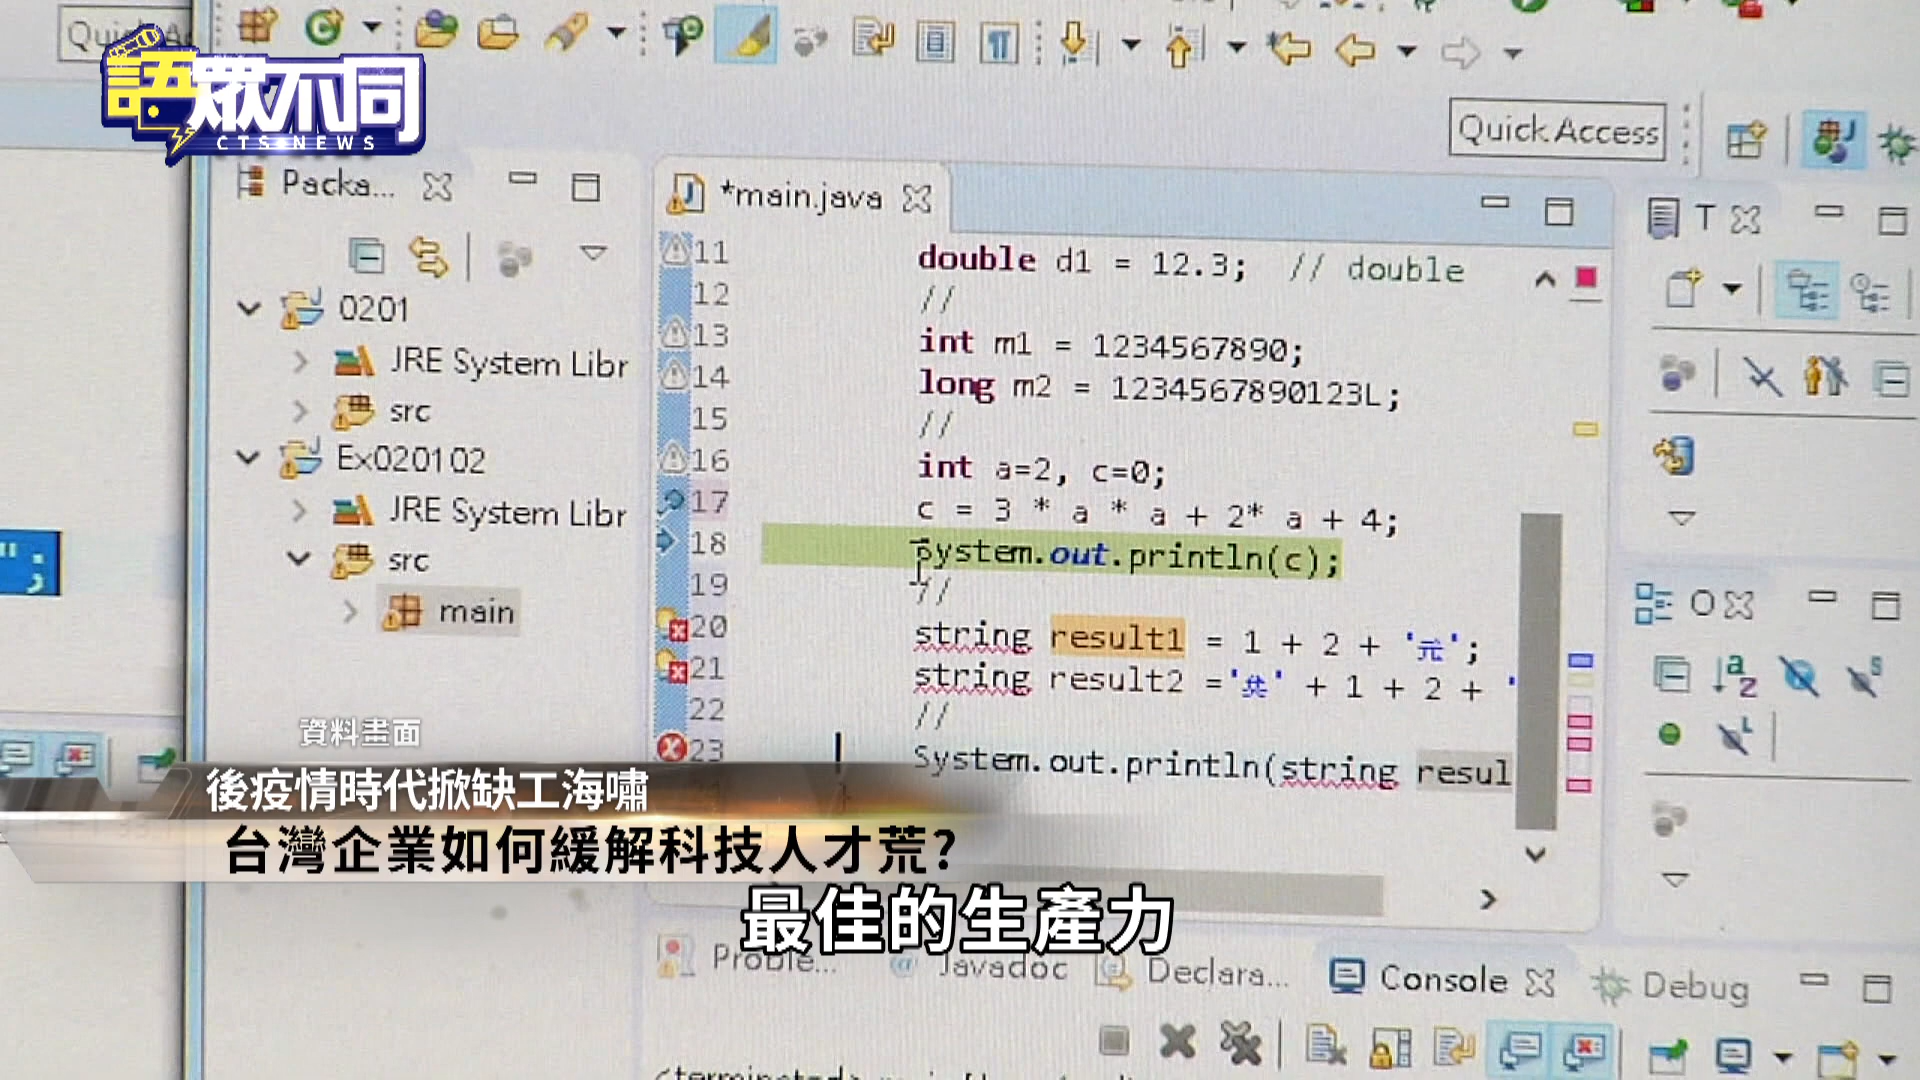 語眾不同
CTS NEWS
Quick Access
Packa...
*main.java
T
11 double d1 = 12.3; // double
12 //
13 int m1 = 1234567890;
14 long m2 = 1234567890123L;
15 //
16 int a=2, c=0;
17 c = 3 * a * a + 2* a + 4;
18 System.out.println(c);
19 //
20 string result1 = 1 + 2 + '元';
21 string result2 ='共' + 1 + 2 + '
22 //
23 System.out.println(string resul
0201
JRE System Libr
src
Ex020102
JRE System Libr
src
main
O
資料畫面
後疫情時代掀缺工海嘯
台灣企業如何緩解科技人才荒?
最佳的生產力
Proble...
Javadoc
Declara...
Console
Debug